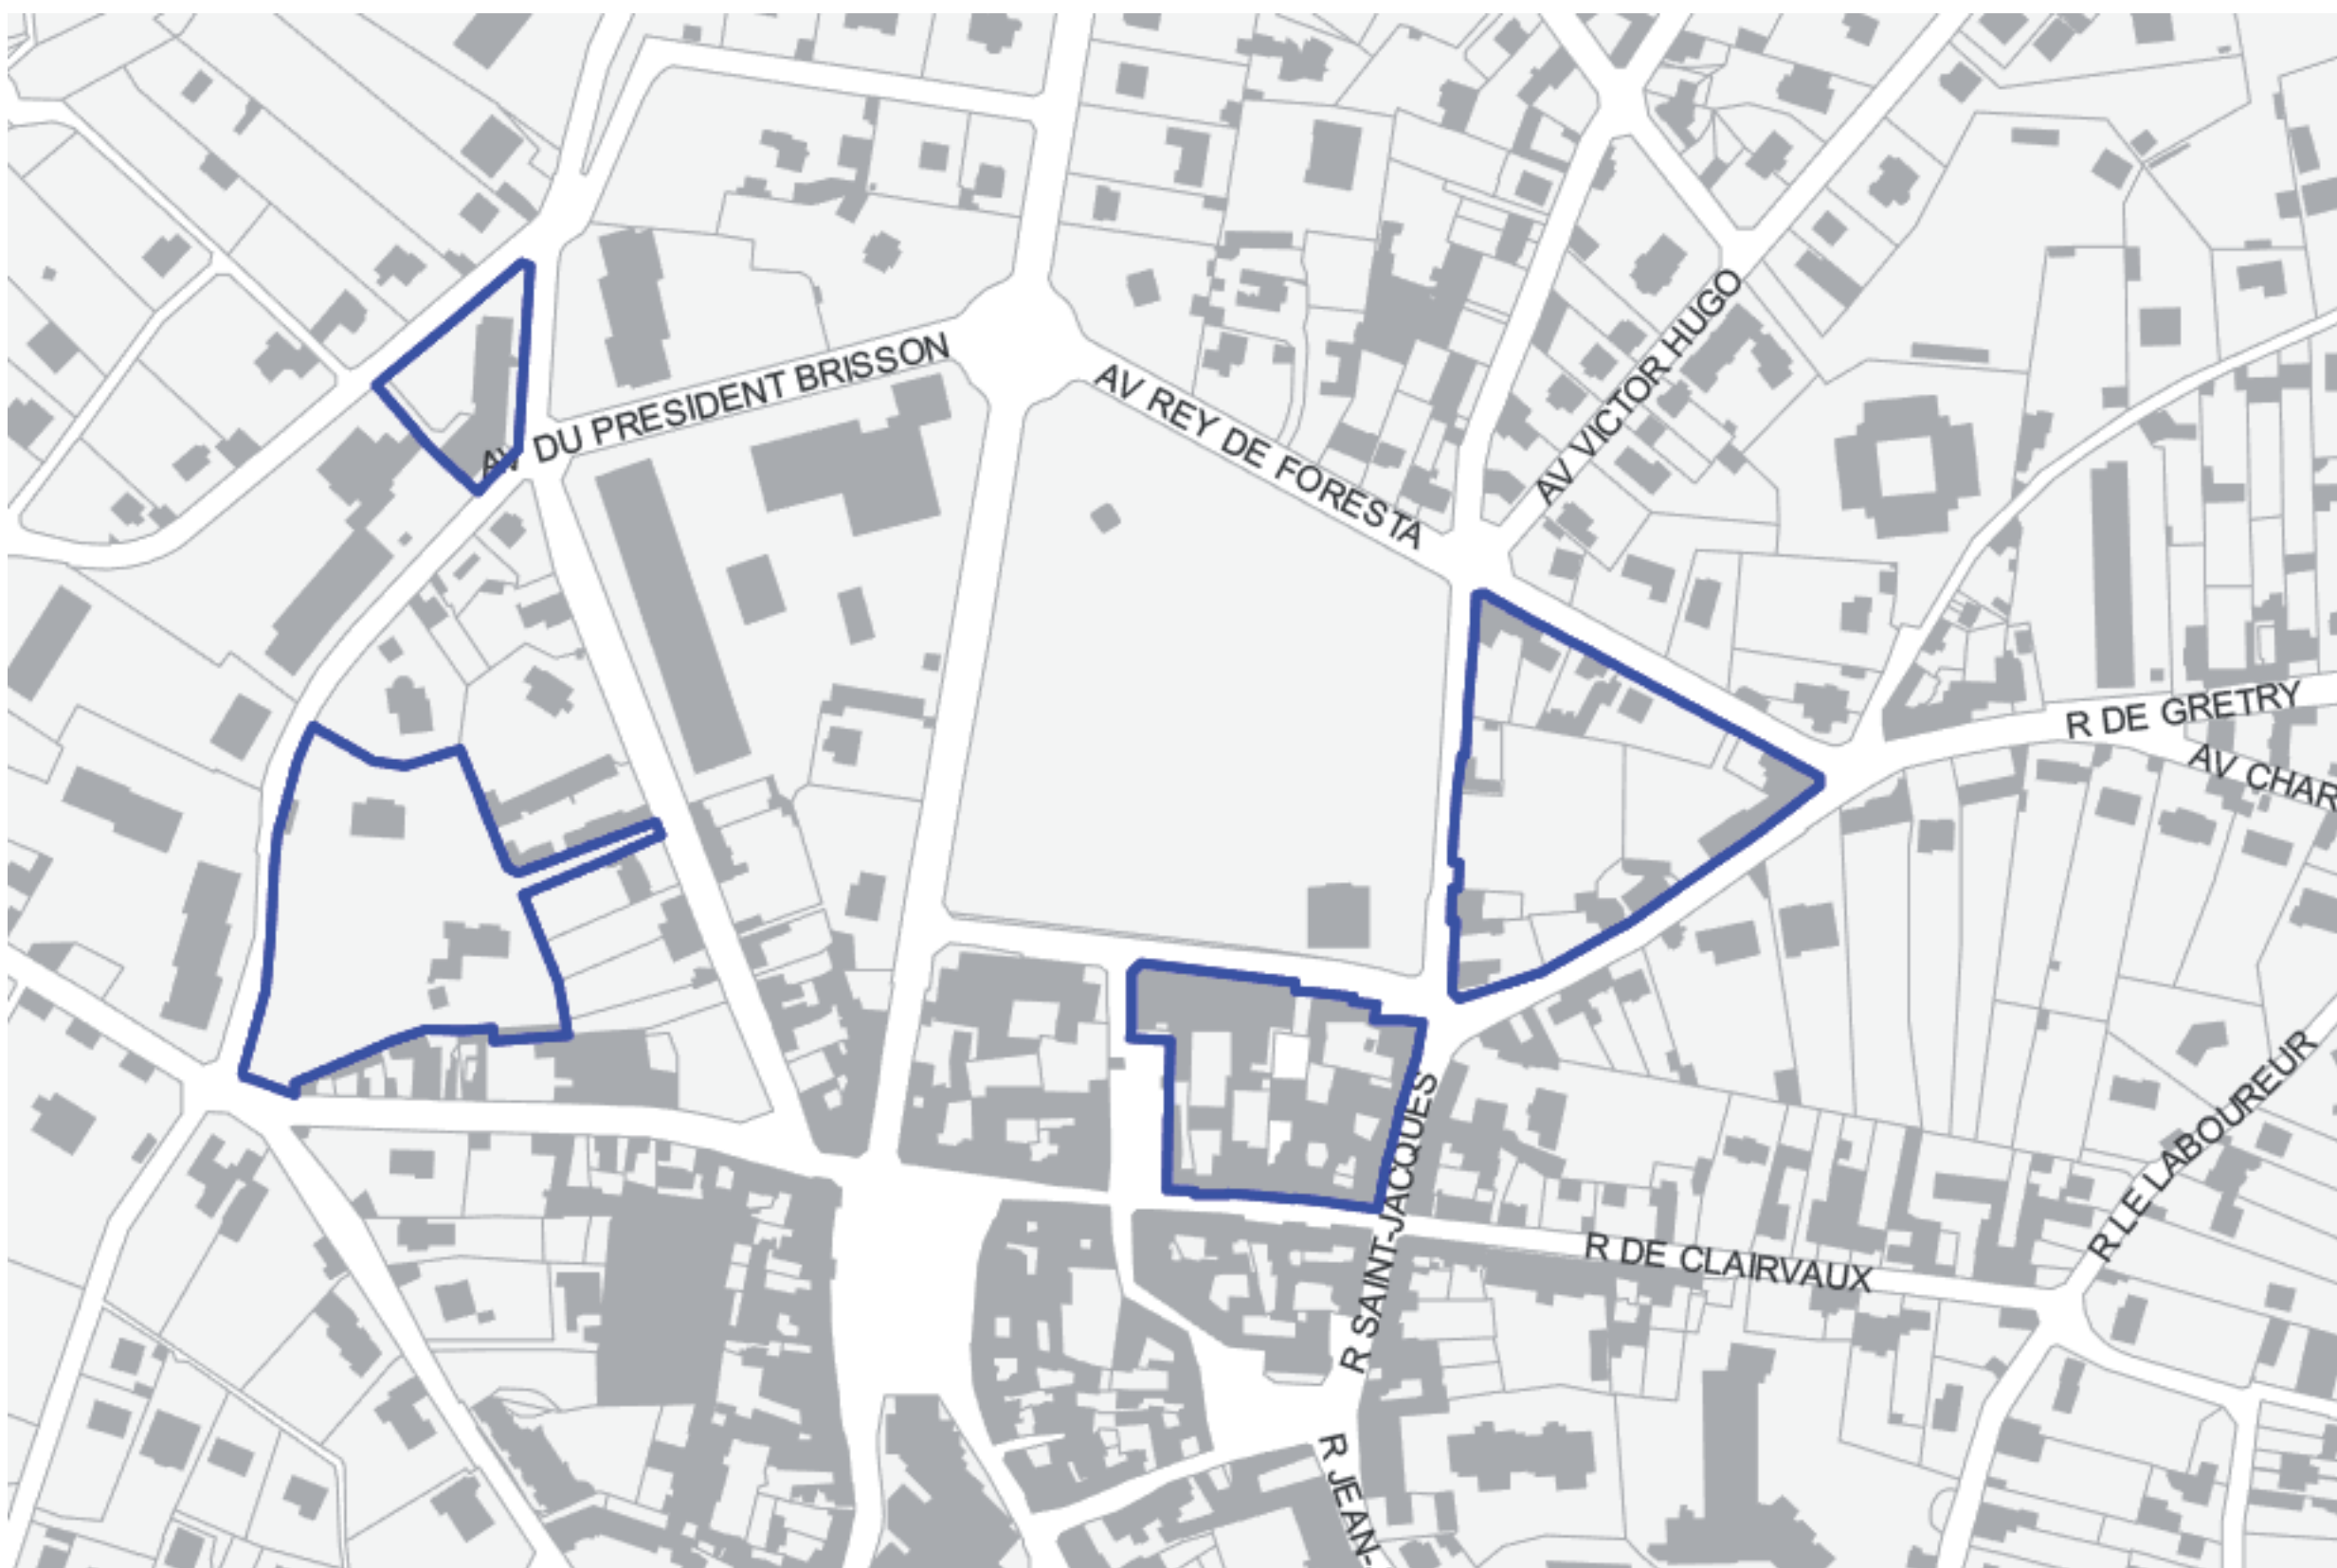 AV DU PRESIDENT BRISSON
AV REY DE FORESTA
AV VICTOR HUGO
R DE GRETRY
AV CHAR
R LE LABOUREUR
R SAINT-JACQUES
R DE CLAIRVAUX
R JEAN-